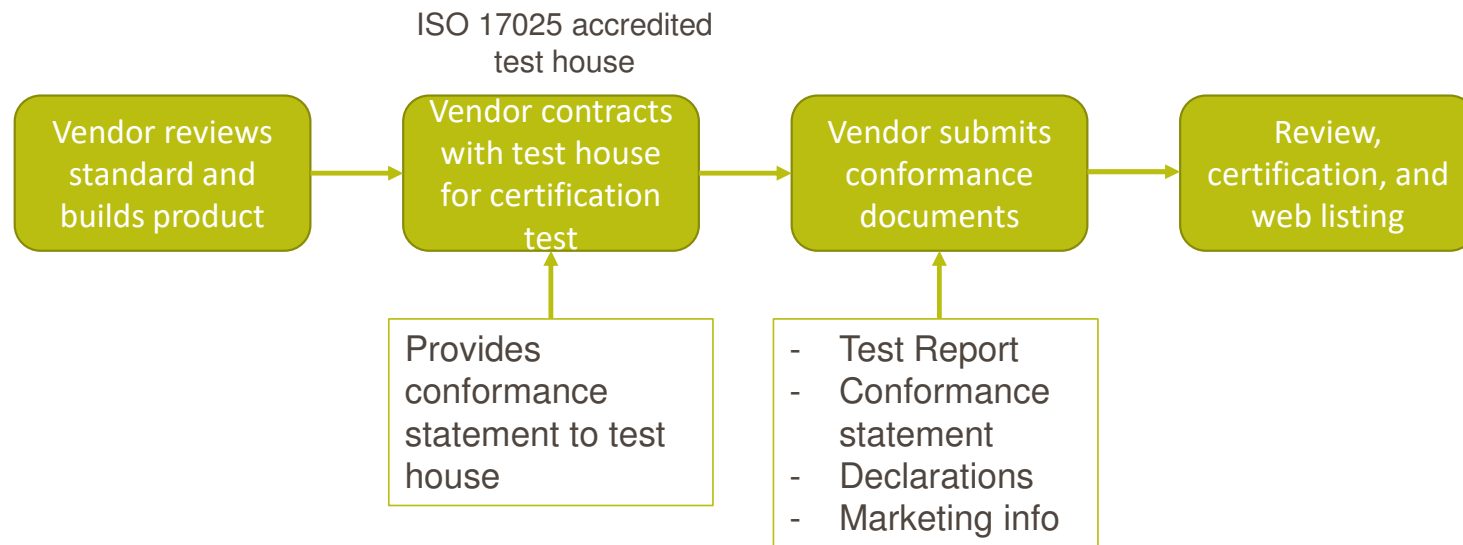 ISO 17025 accredited
test house
Vendor reviews
standard and
builds product
Vendor contracts
with test house
for certification
test
Vendor submits
conformance
documents
Review,
certification, and
web listing
Provides
conformance
statement to test
house
- Test Report
- Conformance
statement
- Declarations
- Marketing info